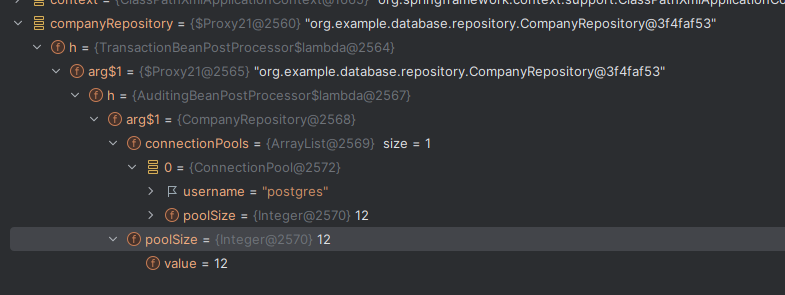 context = {ClassPathXmlApplicationContext@1665} "org.springframework.context.support.ClassPathXmlApplicationCo
companyRepository = {$Proxy21@2560} "org.example.database.repository.CompanyRepository@3f4faf53"
h = {TransactionBeanPostProcessor$lambda@2564}
arg$1 = {$Proxy21@2565} "org.example.database.repository.CompanyRepository@3f4faf53"
h = {AuditingBeanPostProcessor$lambda@2567}
arg$1 = {CompanyRepository@2568}
connectionPools = {ArrayList@2569} size = 1
0 = {ConnectionPool@2572}
username = "postgres"
poolSize = {Integer@2570} 12
poolSize = {Integer@2570} 12
value = 12